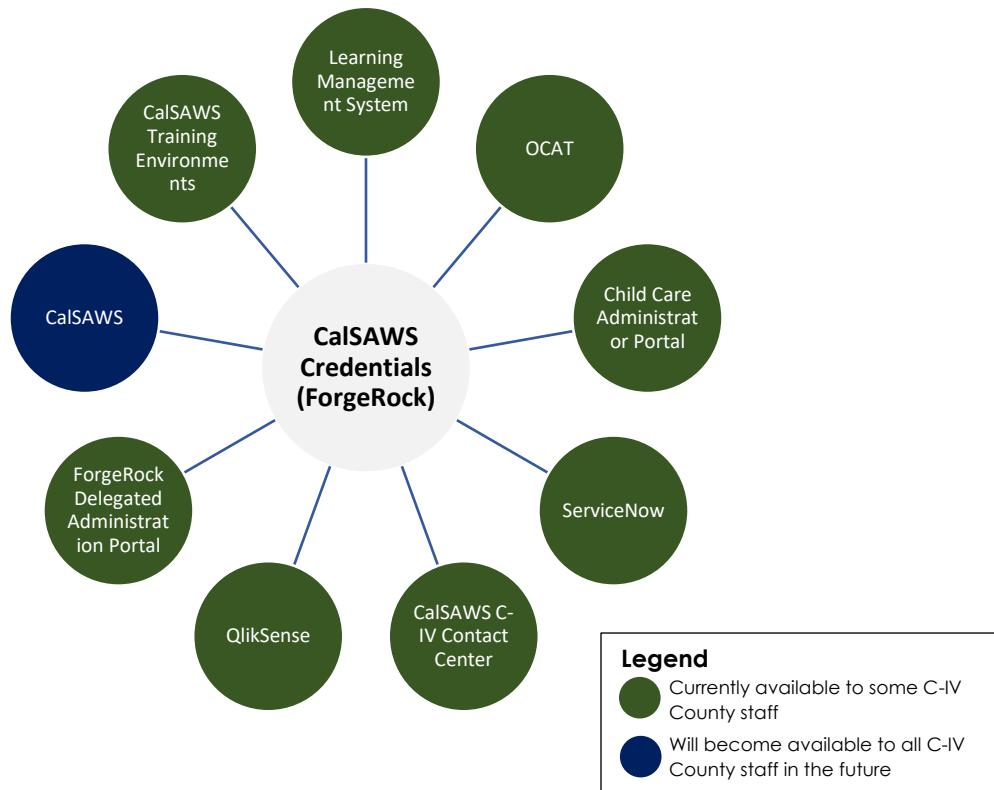 Learning
Manageme
nt System
OCAT
Child Care
Administrat
or Portal
ServiceNow
CalSAWS C-
IV Contact
Center
QlikSense
ForgeRock
Delegated
Administrat
ion Portal
CalSAWS
CalSAWS
Training
Environme
nts
CalSAWS
Credentials
(ForgeRock)
Legend
Currently available to some C-IV
County staff
Will become available to all C-IV
County staff in the future